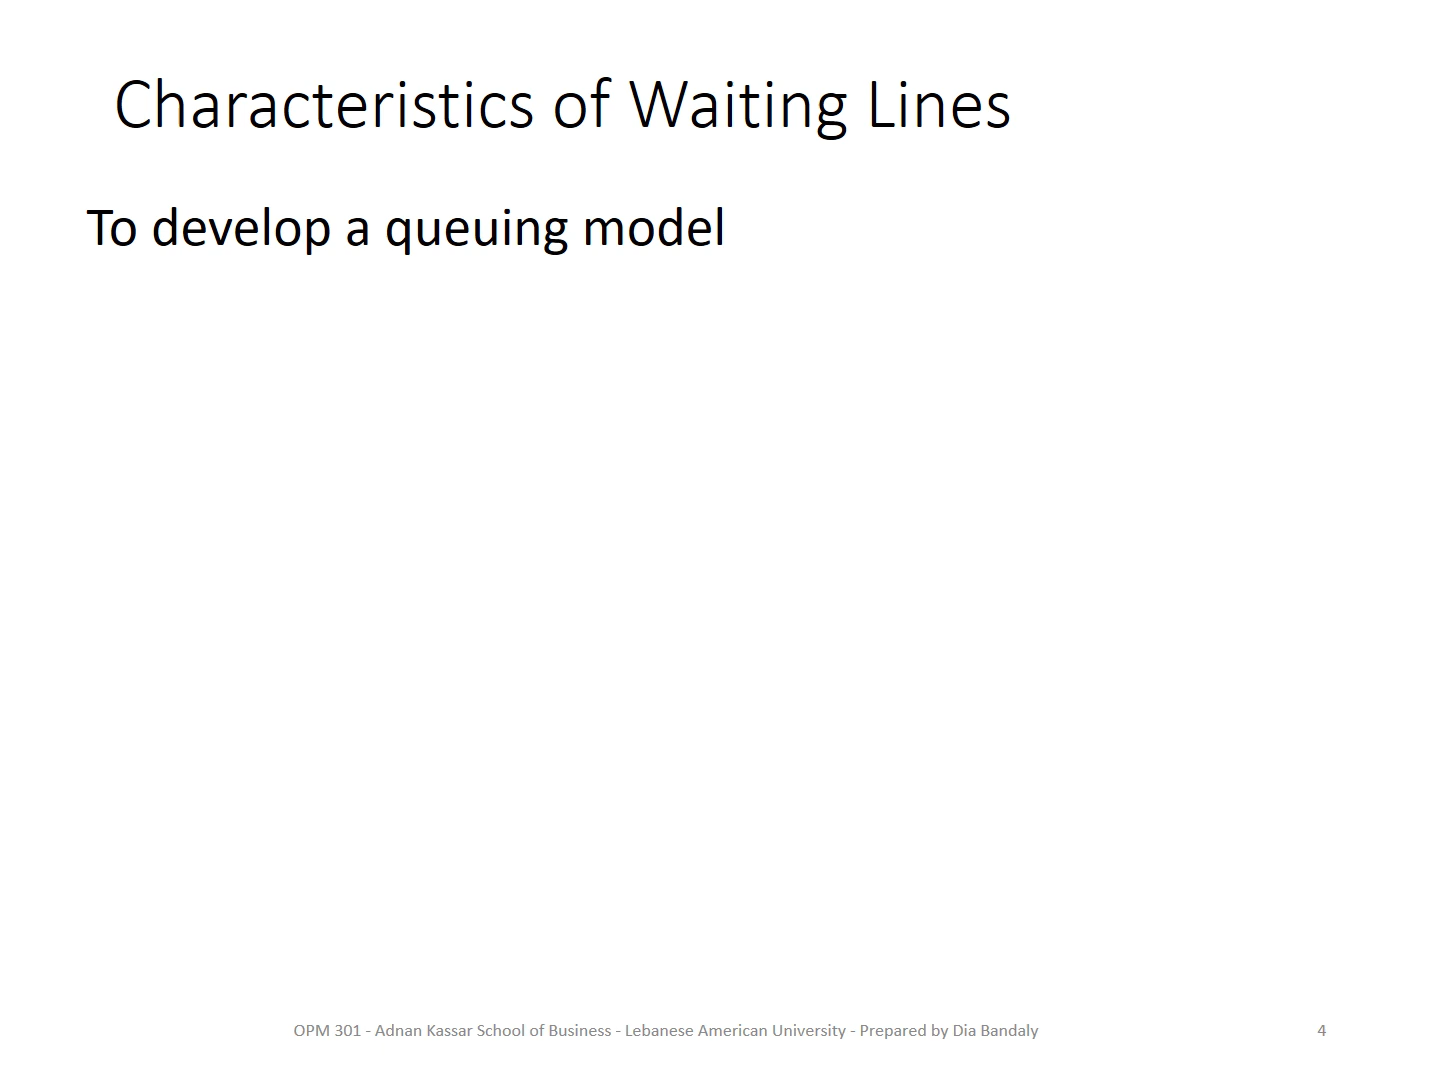 Characteristics of Waiting Lines
To develop a queuing model
OPM 301 - Adnan Kassar School of Business - Lebanese American University - Prepared by Dia Bandaly
4